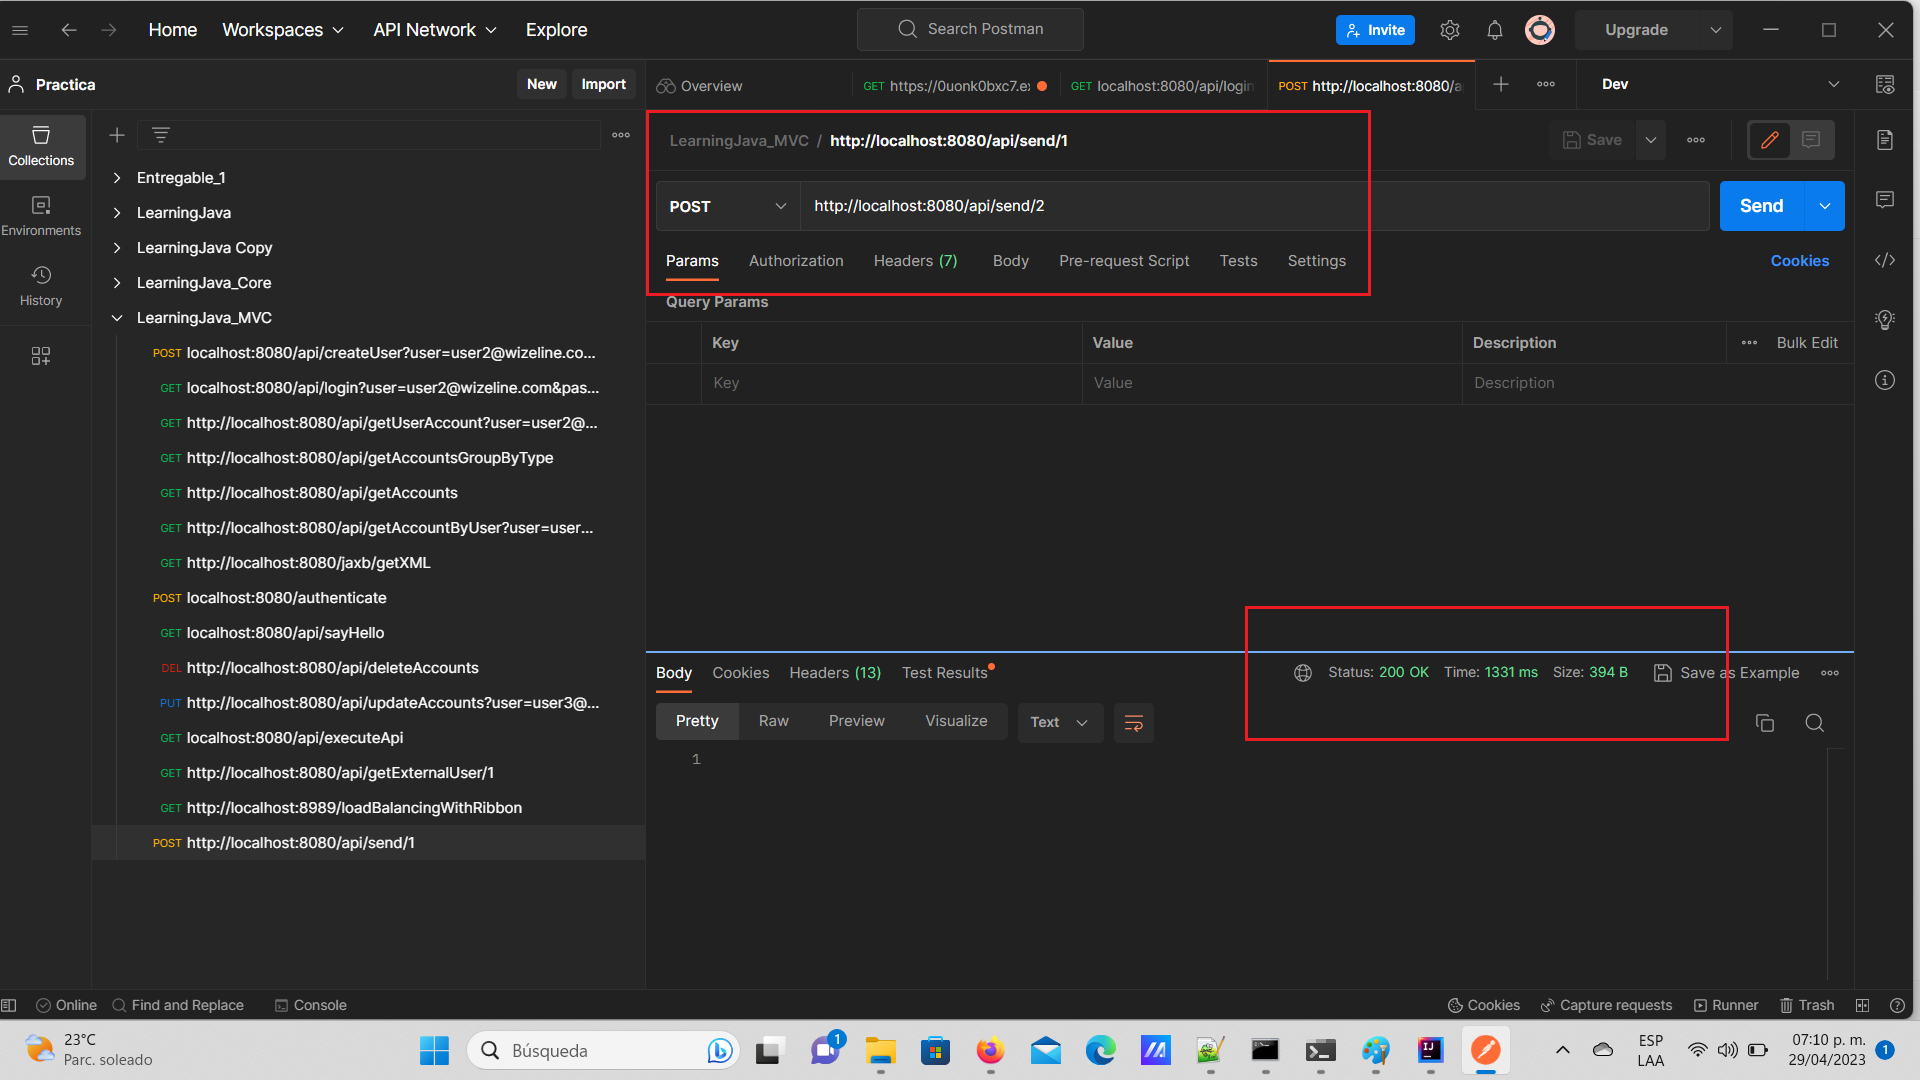 Home Workspaces API Network Explore Search Postman Invite Upgrade
Practica New Import
Overview GET https://0uonk0bxc7.ex GET localhost:8080/api/login POST http://localhost:8080/a Dev
Collections
Environments
History
Entregable_1
LearningJava
LearningJava Copy
LearningJava_Core
LearningJava_MVC
POST localhost:8080/api/createUser?user=user2@wizeline.co...
GET localhost:8080/api/login?user=user2@wizeline.com&pas...
GET http://localhost:8080/api/getUserAccount?user=user2@...
GET http://localhost:8080/api/getAccountsGroupByType
GET http://localhost:8080/api/getAccounts
GET http://localhost:8080/api/getAccountByUser?user=user...
GET http://localhost:8080/jaxb/getXML
POST localhost:8080/authenticate
GET localhost:8080/api/sayHello
DEL http://localhost:8080/api/deleteAccounts
PUT http://localhost:8080/api/updateAccounts?user=user3@...
GET localhost:8080/api/executeApi
GET http://localhost:8080/api/getExternalUser/1
GET http://localhost:8989/loadBalancingWithRibbon
POST http://localhost:8080/api/send/1
LearningJava_MVC / http://localhost:8080/api/send/1 Save
POST http://localhost:8080/api/send/2 Send
Params Authorization Headers (7) Body Pre-request Script Tests Settings Cookies
Query Params
Key Value Description Bulk Edit
Key Value Description
Body Cookies Headers (13) Test Results Status: 200 OK Time: 1331 ms Size: 394 B Save as Example
Pretty Raw Preview Visualize Text
1
Online Find and Replace Console Cookies Capture requests Runner Trash
23°C
Parc. soleado
Búsqueda
1
IJ
ESP
LAA
07:10 p. m.
29/04/2023
1